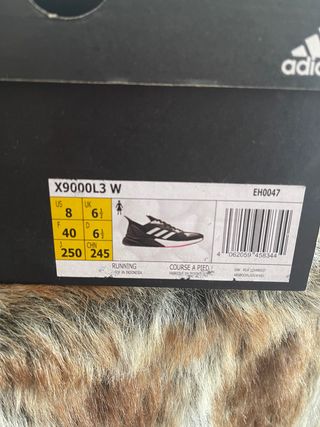 adidas
X9000L3 W EH0047
US 8 UK 6½
F 40 D 6½
J 250 CHN 245
RUNNING COURSE A PIED
MADE IN INDONESIA
4 062059 458344